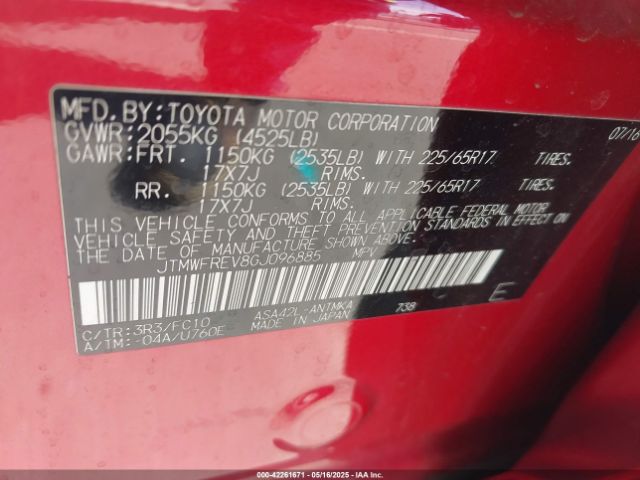 MFD. BY: TOYOTA MOTOR CORPORATION 07/16
GVWR: 2055KG (4525LB)
GAWR: FRT. 1150KG (2535LB) WITH 225/65R17 TIRES.
17X7J RIMS.
RR. 1150KG (2535LB) WITH 225/65R17 TIRES.
17X7J RIMS.
THIS VEHICLE CONFORMS TO ALL APPLICABLE FEDERAL MOTOR
VEHICLE SAFETY AND THEFT PREVENTION STANDARDS IN EFFECT ON
THE DATE OF MANUFACTURE SHOWN ABOVE.
JTMWFREV8GJ096885 MPV
C/TR: 3R3/FC10 ASA42L-ANTMKA 738 E
A/TM: -04A/U760E MADE IN JAPAN
000-42261671 - 05/16/2025 - IAAI.COM